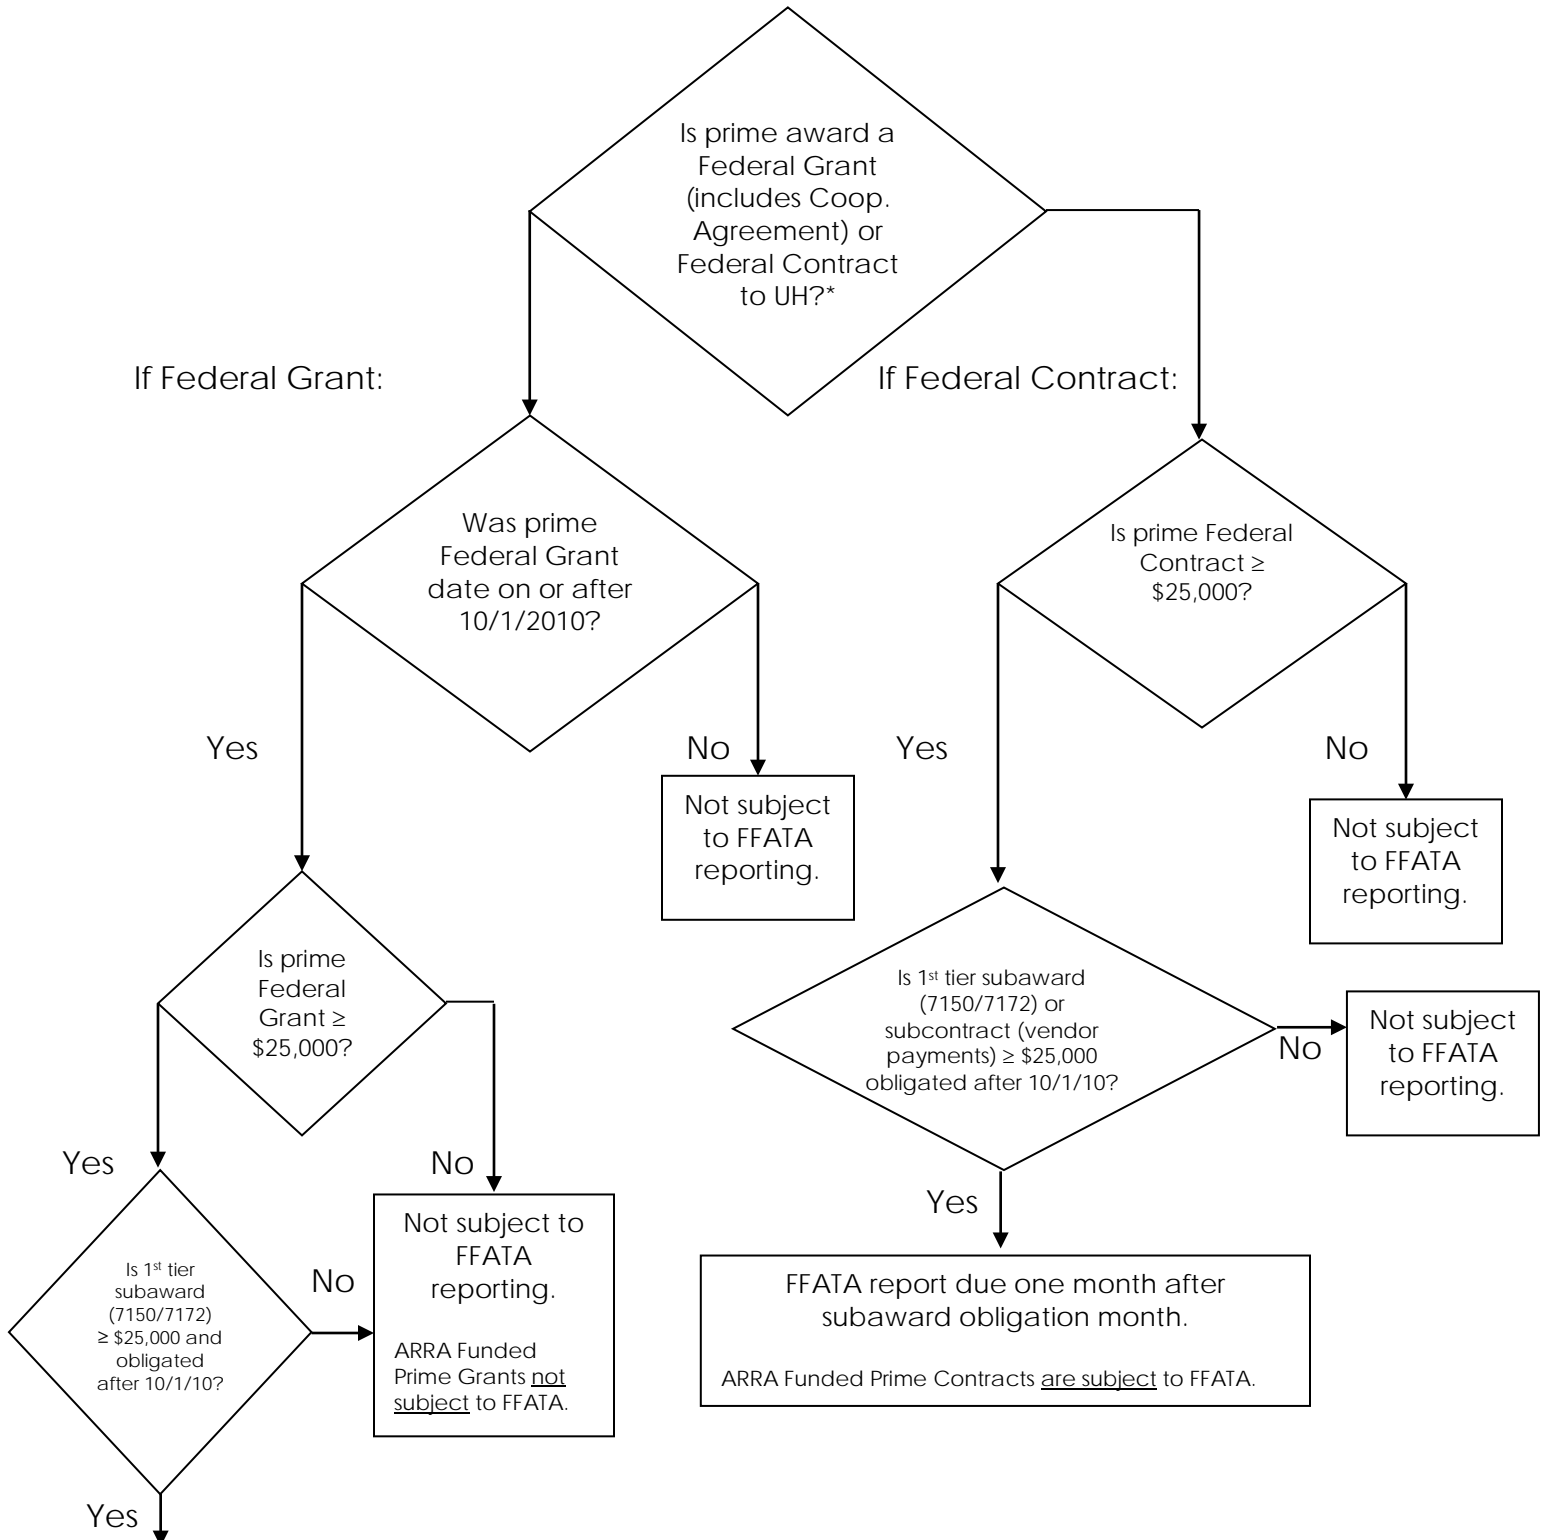 Is prime award a
Federal Grant
(includes Coop.
Agreement) or
Federal Contract
to UH?*
If Federal Grant:
If Federal Contract:
Was prime
Federal Grant
date on or after
10/1/2010?
Is prime Federal
Contract ≥
$25,000?
Yes
No
Yes
No
Not subject
to FFATA
reporting.
Not subject
to FFATA
reporting.
Is prime
Federal
Grant ≥
$25,000?
Is 1st tier subaward
(7150/7172) or
subcontract (vendor
payments) ≥ $25,000
obligated after 10/1/10?
No
Not subject
to FFATA
reporting.
Yes
No
Yes
Is 1st tier
subaward
(7150/7172)
≥ $25,000 and
obligated
after 10/1/10?
No
Not subject to
FFATA
reporting.
ARRA Funded
Prime Grants not
subject to FFATA.
FFATA report due one month after
subaward obligation month.
ARRA Funded Prime Contracts are subject to FFATA.
Yes